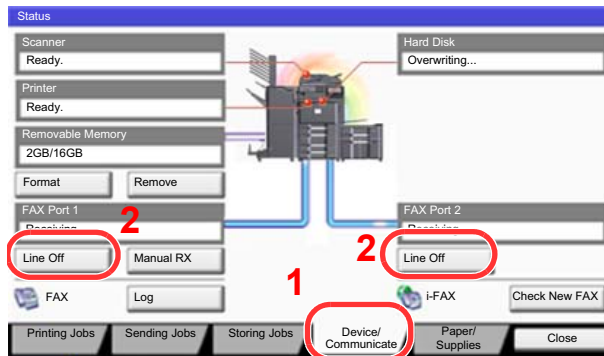 Status
Scanner
Ready.
Hard Disk
Overwriting...
Printer
Ready.
Removable Memory
2GB/16GB
Format
Remove
FAX Port 1
2
FAX Port 2
Line Off
Manual RX
2
Line Off
1
FAX
Log
i-FAX
Check New FAX
Printing Jobs
Sending Jobs
Storing Jobs
Device/
Communicate
Paper/
Supplies
Close